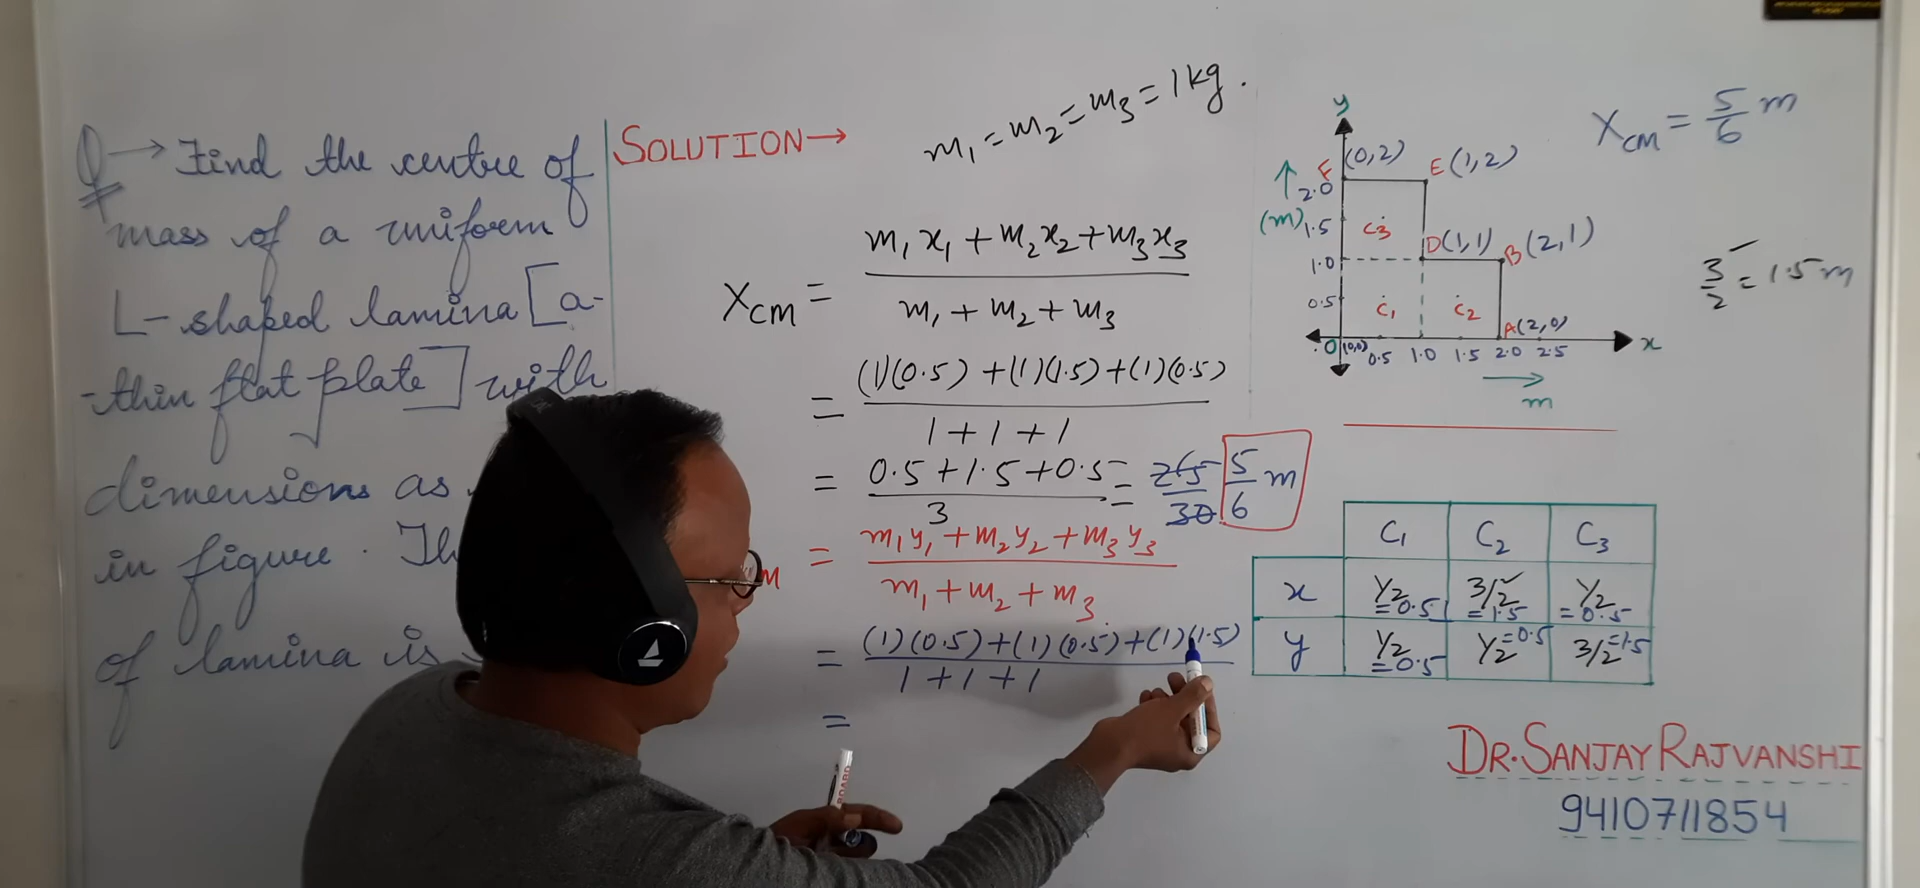 Q → Find the centre of
mass of a uniform
L-shaped lamina [a-
-thin flat plate] with
dimensions as
in figure. Th
of lamina is
SOLUTION →
m₁ = m₂ = m₃ = 1kg.
X_CM = (m₁x₁ + m₂x₂ + m₃x₃)/(m₁ + m₂ + m₃)
= ((1)(0.5) + (1)(1.5) + (1)(0.5))/(1 + 1 + 1)
= (0.5 + 1.5 + 0.5)/3 = 25/30 5/6 m
M = (m₁y₁ + m₂y₂ + m₃y₃)/(m₁ + m₂ + m₃)
= ((1)(0.5) + (1)(0.5) + (1)(1.5))/(1 + 1 + 1)
=
BOARD
y
F (0,2) E(1,2)
2.0
(m) 1.5 C3
D(1,1) B(2,1)
1.0
0.5 C₁ C₂ A(2,0)
O (0,0) 0.5 1.0 1.5 2.0 2.5 x
m
X_CM = 5/6 m
3/2 = 1.5 m
C₁ C₂ C₃
x ½ = 0.5 3/2 = 1.5 ½ = 0.5
y ½ = 0.5 ½ = 0.5 3/2 = 1.5
DR. SANJAY RAJVANSHI
9410711854